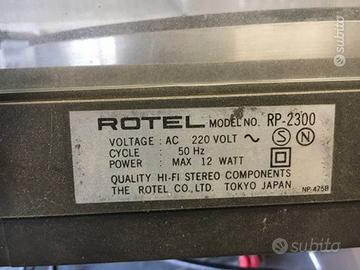 subito
ROTEL MODEL NO. RP-2300
VOLTAGE : AC 220 VOLT ~ S N
CYCLE : 50 Hz
POWER : MAX 12 WATT
QUALITY HI-FI STEREO COMPONENTS
THE ROTEL CO., LTD. TOKYO JAPAN
NP-475B
subito